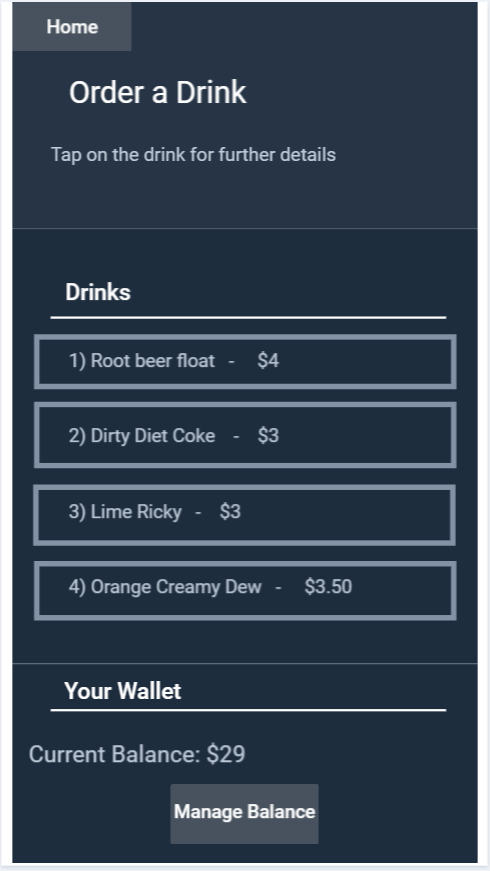 Home
Order a Drink
Tap on the drink for further details
Drinks
1) Root beer float - $4
2) Dirty Diet Coke - $3
3) Lime Ricky - $3
4) Orange Creamy Dew - $3.50
Your Wallet
Current Balance: $29
Manage Balance